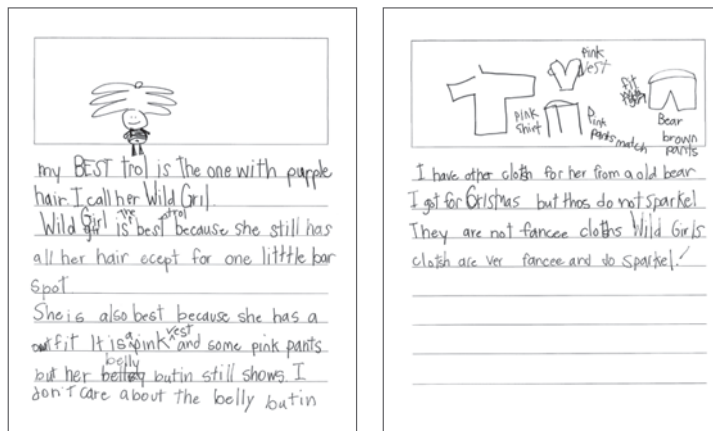 my BEST trol is the one with purple
hair. I call her Wild Gril.
the trol
Wild Girl is best because she still has
all her hair ecept for one litttle bar
spot.
She is also best because she has a
outfit It is a pink vest and some pink pants
belly
but her butin still shows. I
don't care about the belly butin
pink
vest
pink
shirt
Pink
pants
match
fit
Bear
brown
pants
I have other cloth for her from a old bear
I got for Cristmas but thos do not sparkel
They are not fancee cloths Wild Girls
cloth are ver fancee and do sparkel!